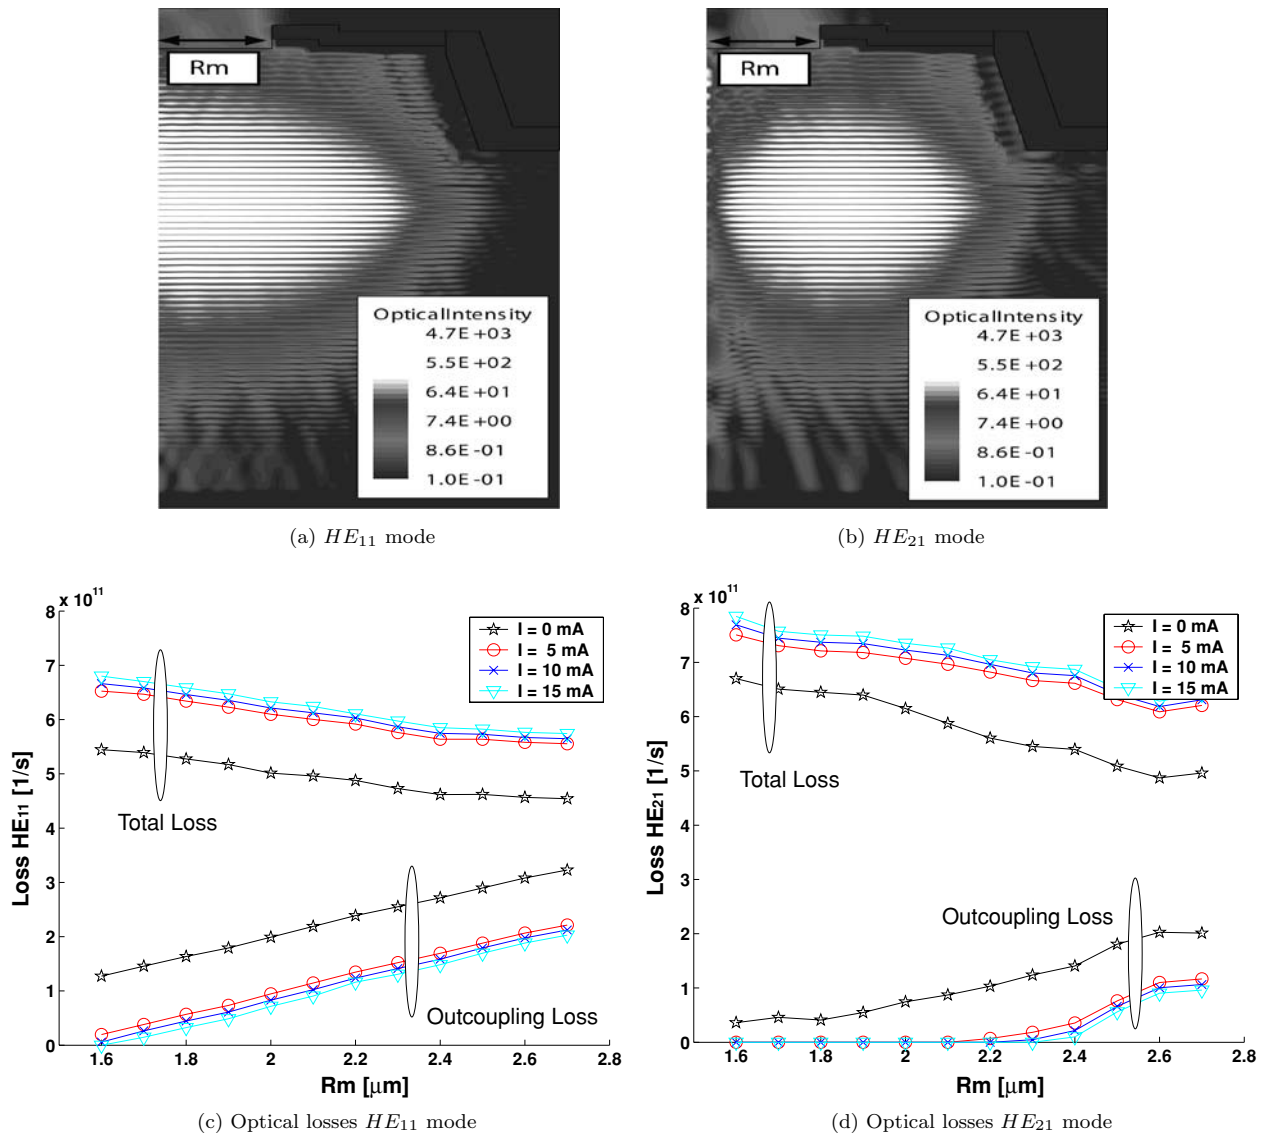 Rm
Rm
OpticalIntensity
4.7E +03
5.5E +02
6.4E +01
7.4E +00
8.6E -01
1.0E -01
OpticalIntensity
4.7E +03
5.5E +02
6.4E +01
7.4E +00
8.6E -01
1.0E -01
(a) HE11 mode
(b) HE21 mode
x 10^11
8
7
6
5
4
3
2
1
0
Loss HE11 [1/s]
I = 0 mA
I = 5 mA
I = 10 mA
I = 15 mA
Total Loss
Outcoupling Loss
1.6 1.8 2 2.2 2.4 2.6 2.8
Rm [μm]
(c) Optical losses HE11 mode
x 10^11
8
7
6
5
4
3
2
1
0
Loss HE21 [1/s]
I = 0 mA
I = 5 mA
I = 10 mA
I = 15 mA
Total Loss
Outcoupling Loss
1.6 1.8 2 2.2 2.4 2.6 2.8
Rm [μm]
(d) Optical losses HE21 mode